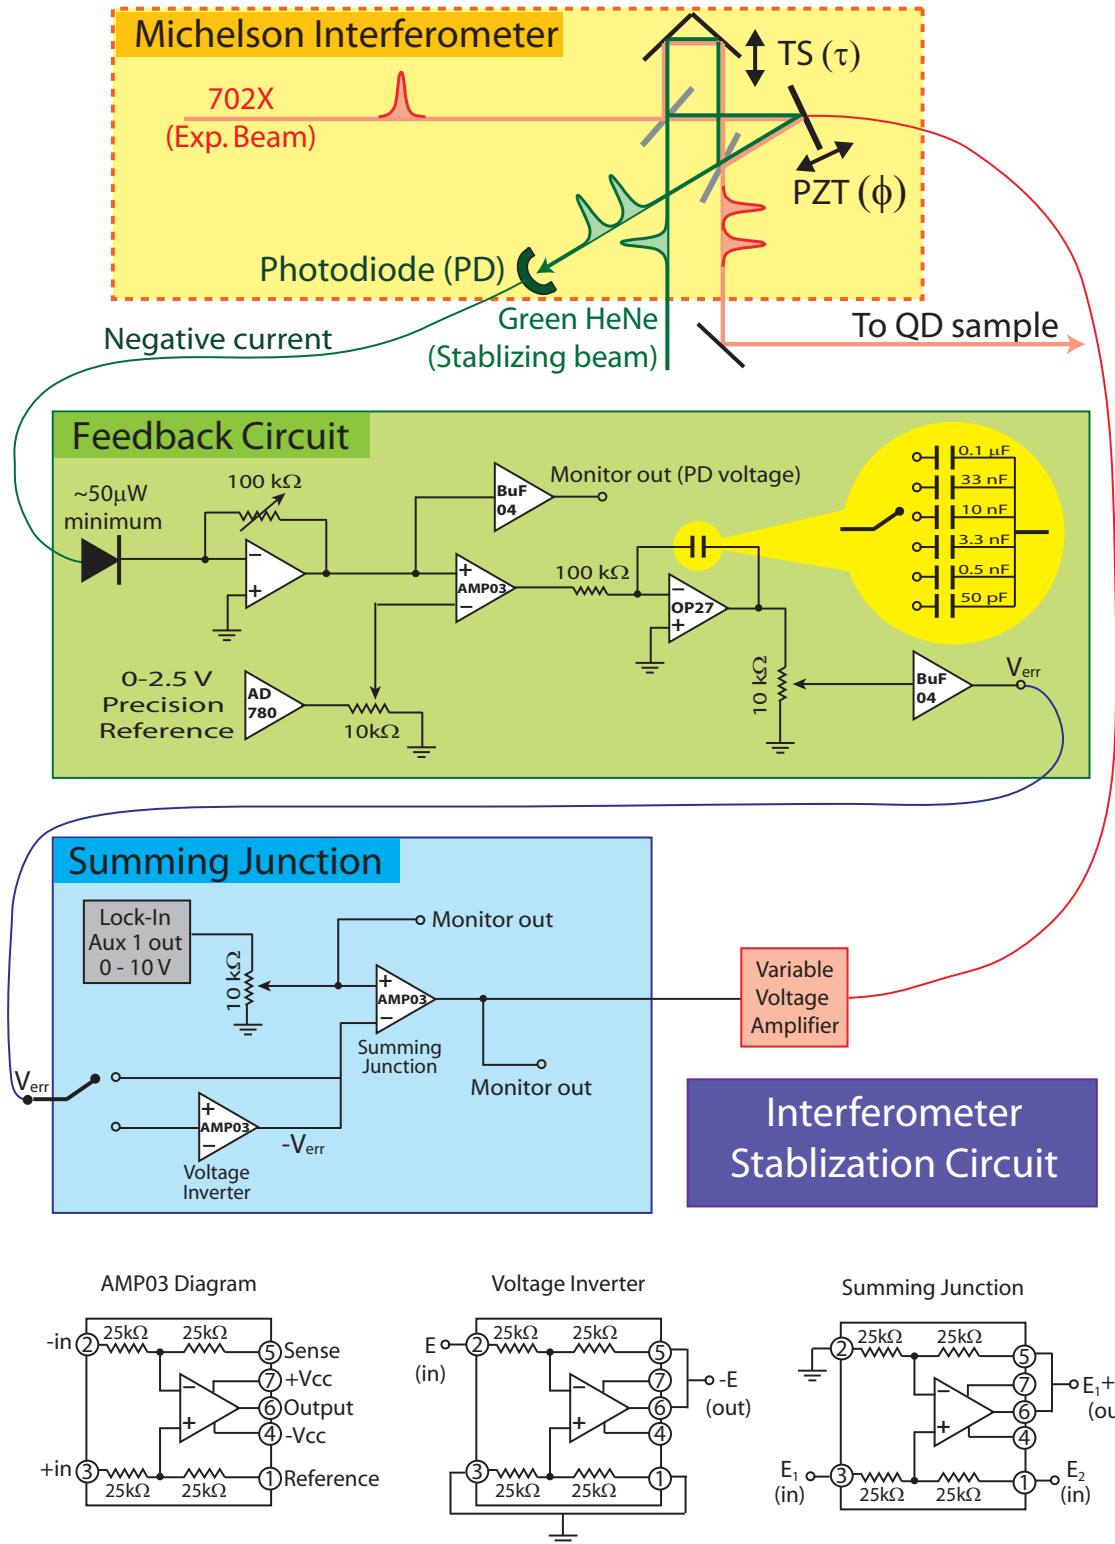 Michelson Interferometer
TS (τ)
702X
(Exp. Beam)
PZT (ϕ)
Photodiode (PD)
Green HeNe
(Stablizing beam)
To QD sample
Negative current
Feedback Circuit
~50μW
minimum
100 kΩ
BuF
04
Monitor out (PD voltage)
0.1 μF
33 nF
10 nF
3.3 nF
0.5 nF
50 pF
−
+
+
AMP03
−
100 kΩ
−
OP27
+
0-2.5 V
Precision
Reference
AD
780
10kΩ
10 kΩ
BuF
04
Verr
Summing Junction
Lock-In
Aux 1 out
0 - 10 V
10 kΩ
Monitor out
+
AMP03
−
Summing
Junction
Monitor out
Variable
Voltage
Amplifier
Verr
+
AMP03
−
-Verr
Voltage
Inverter
Interferometer
Stablization Circuit
AMP03 Diagram
-in 2 25kΩ 25kΩ 5 Sense
7 +Vcc
− 6 Output
+ 4 -Vcc
+in 3 25kΩ 25kΩ 1 Reference
Voltage Inverter
E
(in)
2 25kΩ 25kΩ 5
7
− 6
+ 4
-E
(out)
3 25kΩ 25kΩ 1
Summing Junction
2 25kΩ 25kΩ 5
7
− 6
+ 4
E1+
(ou
E1
(in)
3 25kΩ 25kΩ 1
E2
(in)